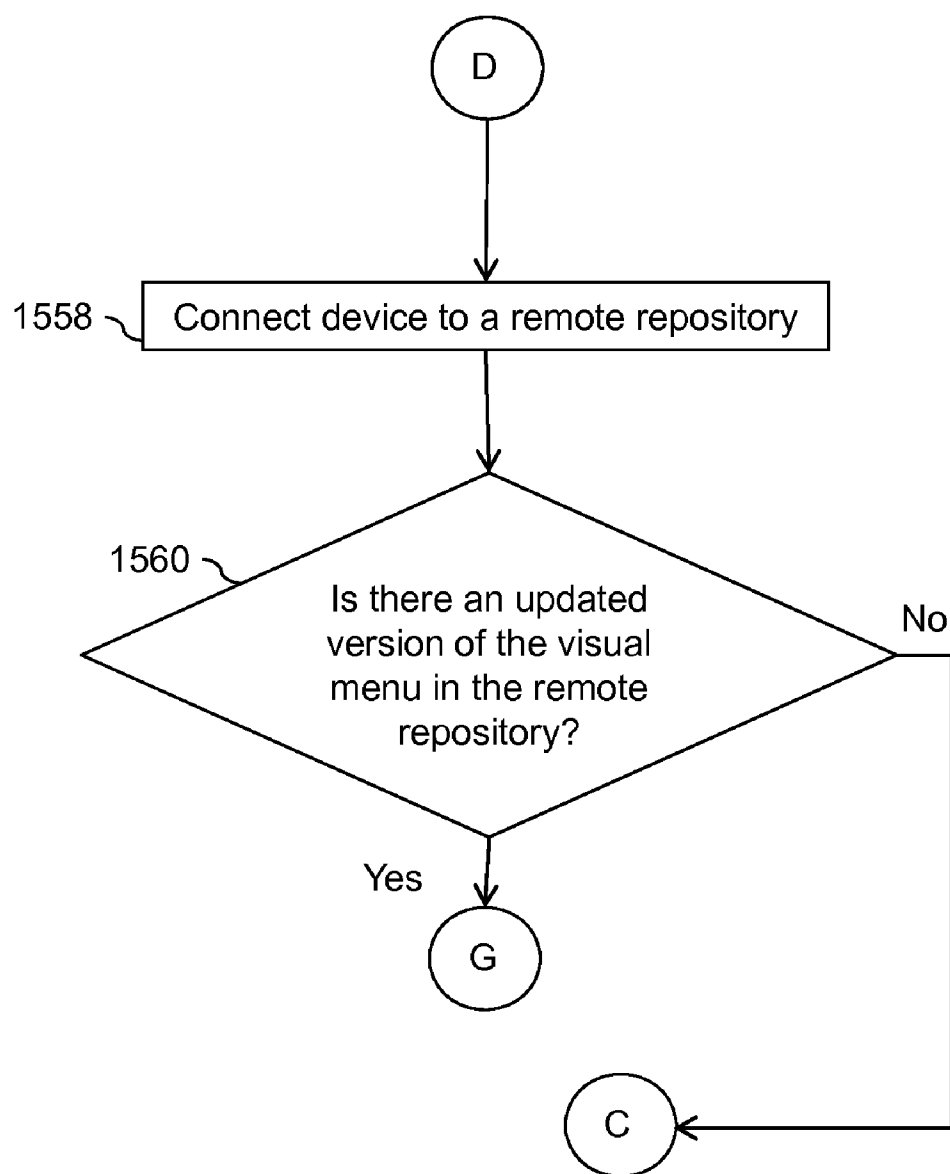 D
1558
Connect device to a remote repository
1560
Is there an updated
version of the visual
menu in the remote
repository?
No
Yes
G
C